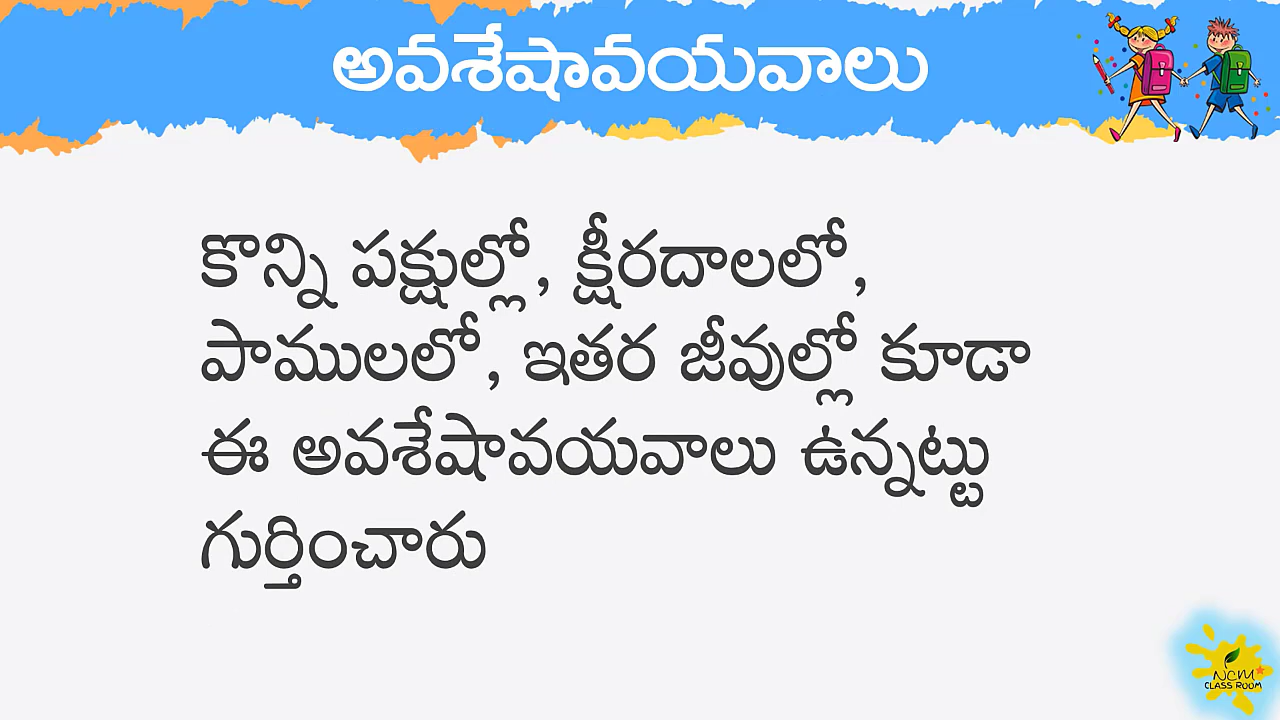 అవశేషావయవాలు
కొన్ని పక్షుల్లో, క్షీరదాలలో,
పాములలో, ఇతర జీవుల్లో కూడా
ఈ అవశేషావయవాలు ఉన్నట్టు
గుర్తించారు
NCM
CLASS ROOM